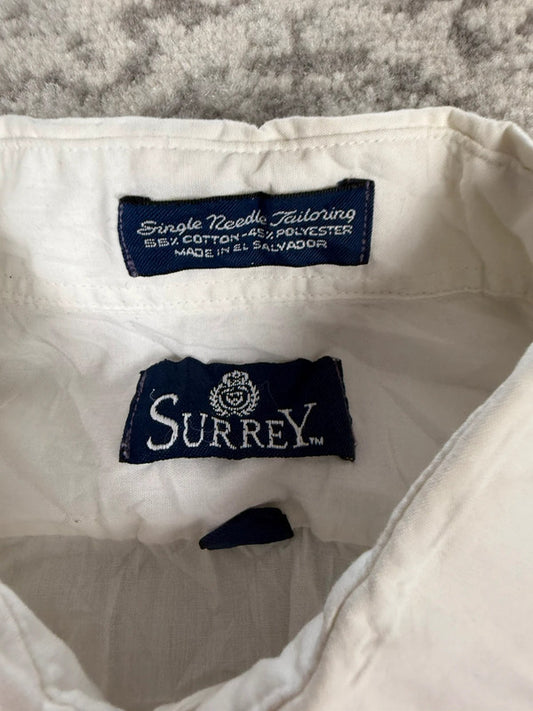 Single Needle Tailoring
55% COTTON-45% POLYESTER
MADE IN EL SALVADOR
SURREY™